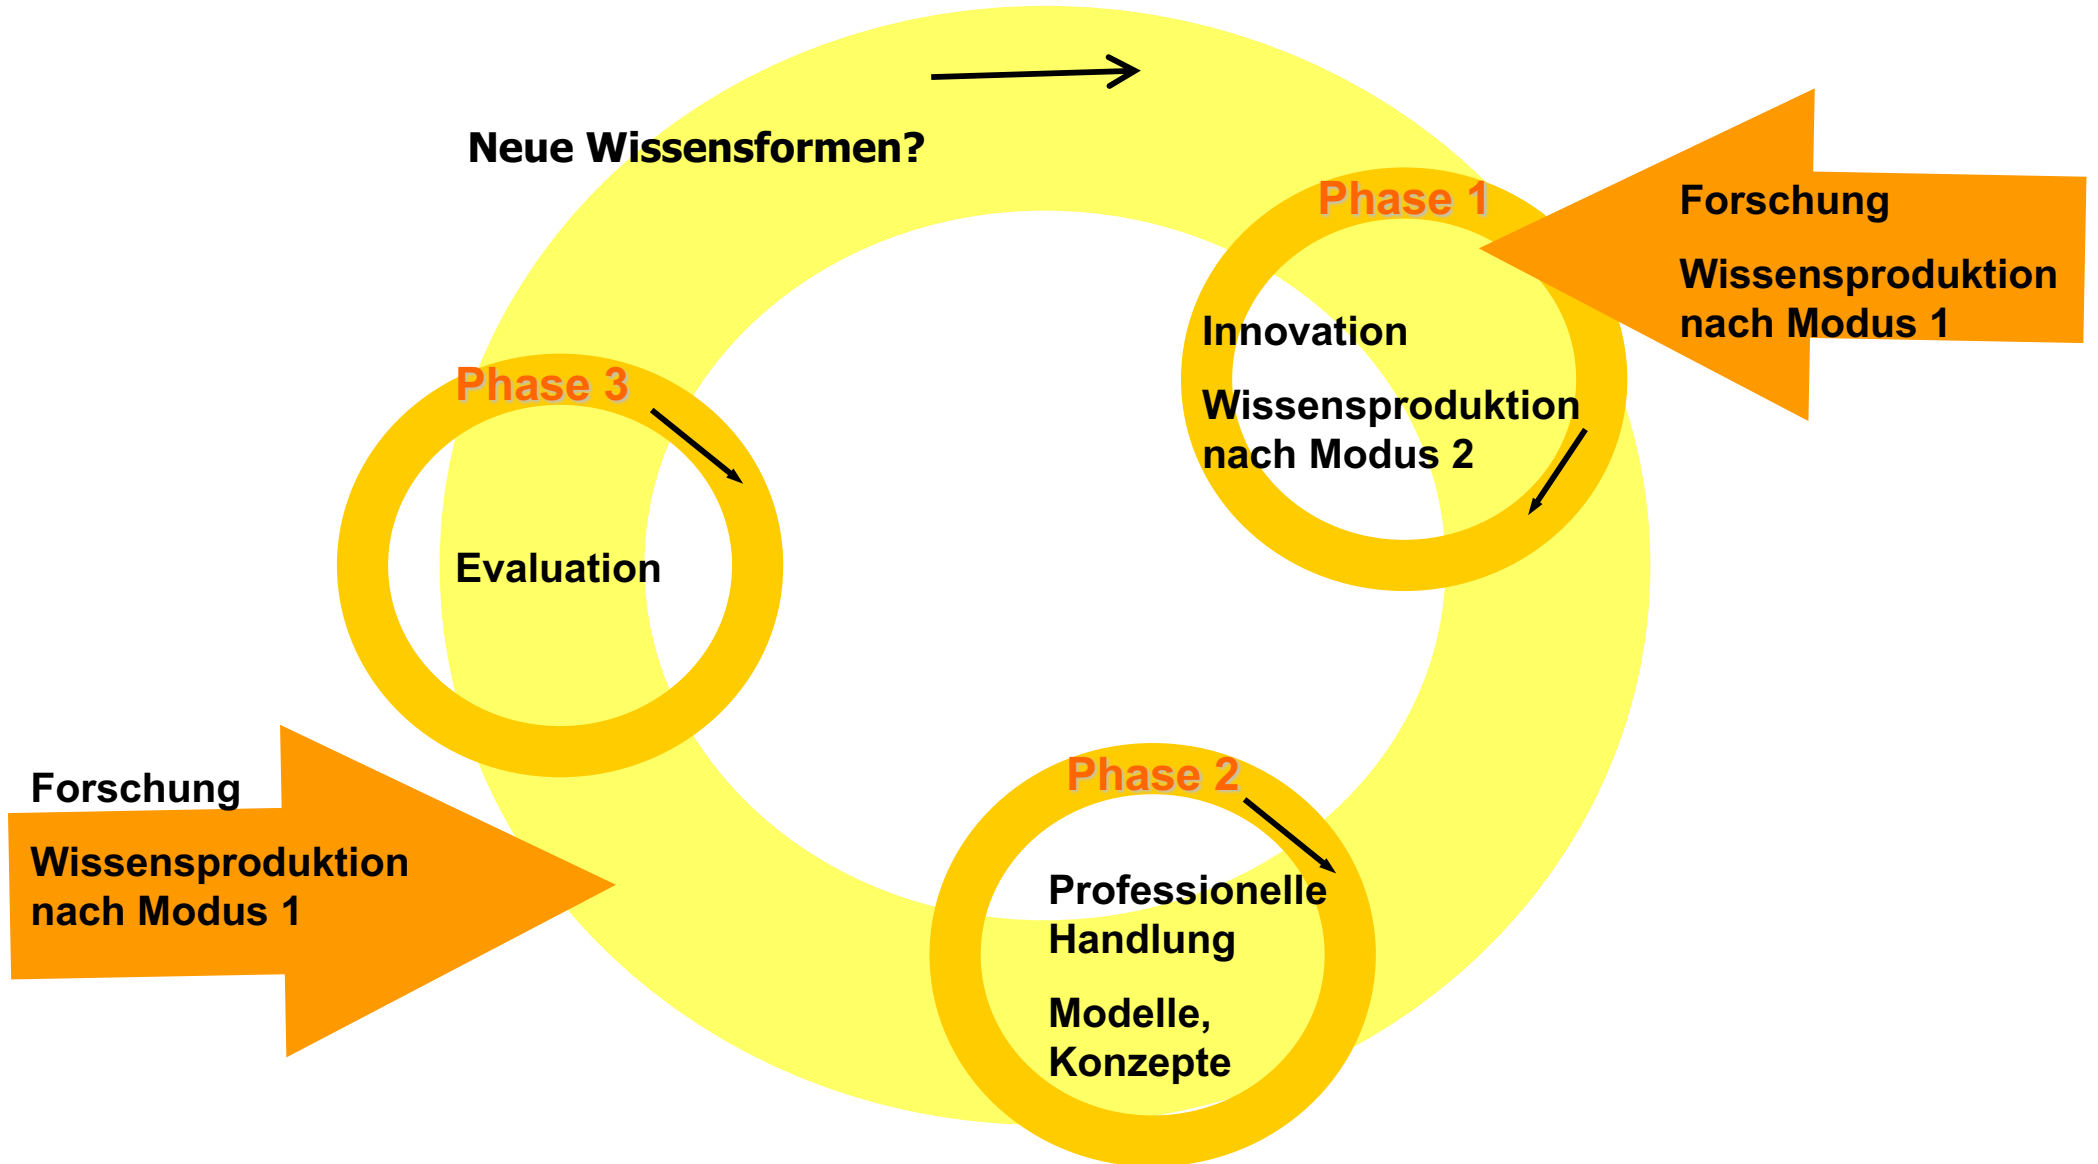 Neue Wissensformen?
Phase 1
Innovation
Wissensproduktion
nach Modus 2
Forschung
Wissensproduktion
nach Modus 1
Phase 3
Evaluation
Forschung
Wissensproduktion
nach Modus 1
Phase 2
Professionelle
Handlung
Modelle,
Konzepte